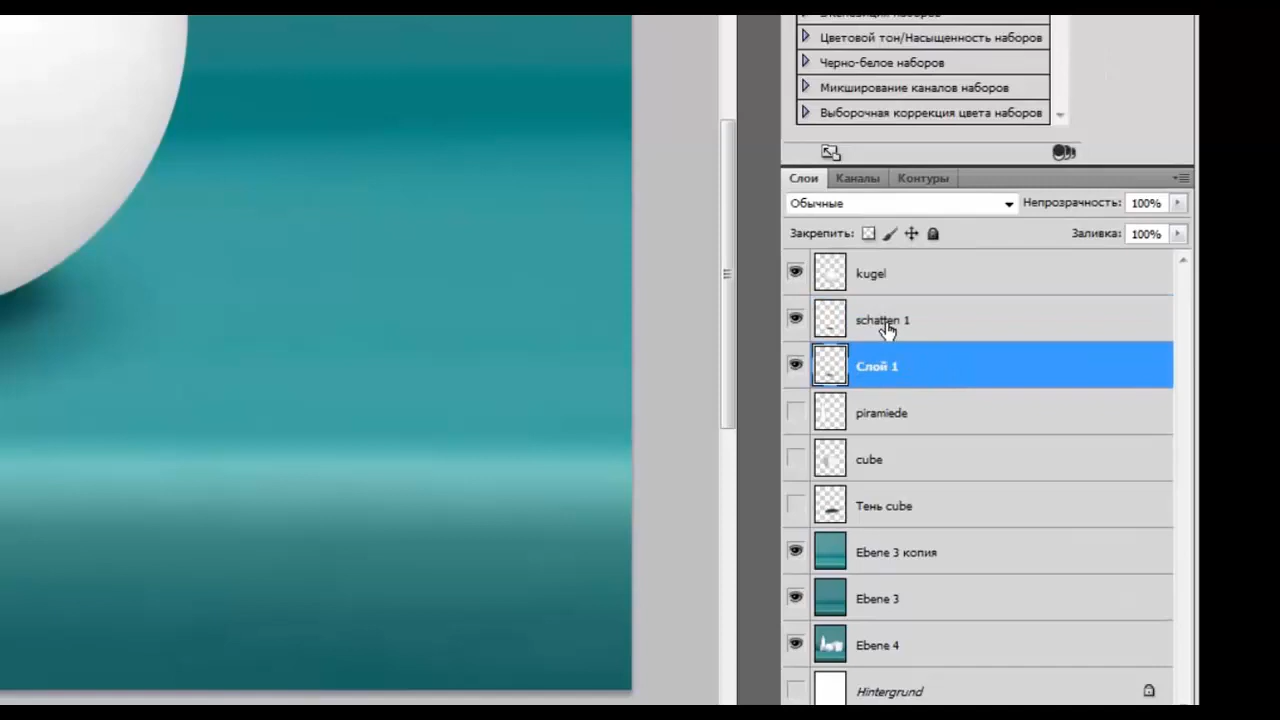 Экспозиция наборов
Цветовой тон/Насыщенность наборов
Черно-белое наборов
Микширование каналов наборов
Выборочная коррекция цвета наборов
Слои Каналы Контуры
Обычные Непрозрачность: 100%
Закрепить: Заливка: 100%
kugel
schatten 1
Слой 1
piramiede
cube
Тень cube
Ebene 3 копия
Ebene 3
Ebene 4
Hintergrund